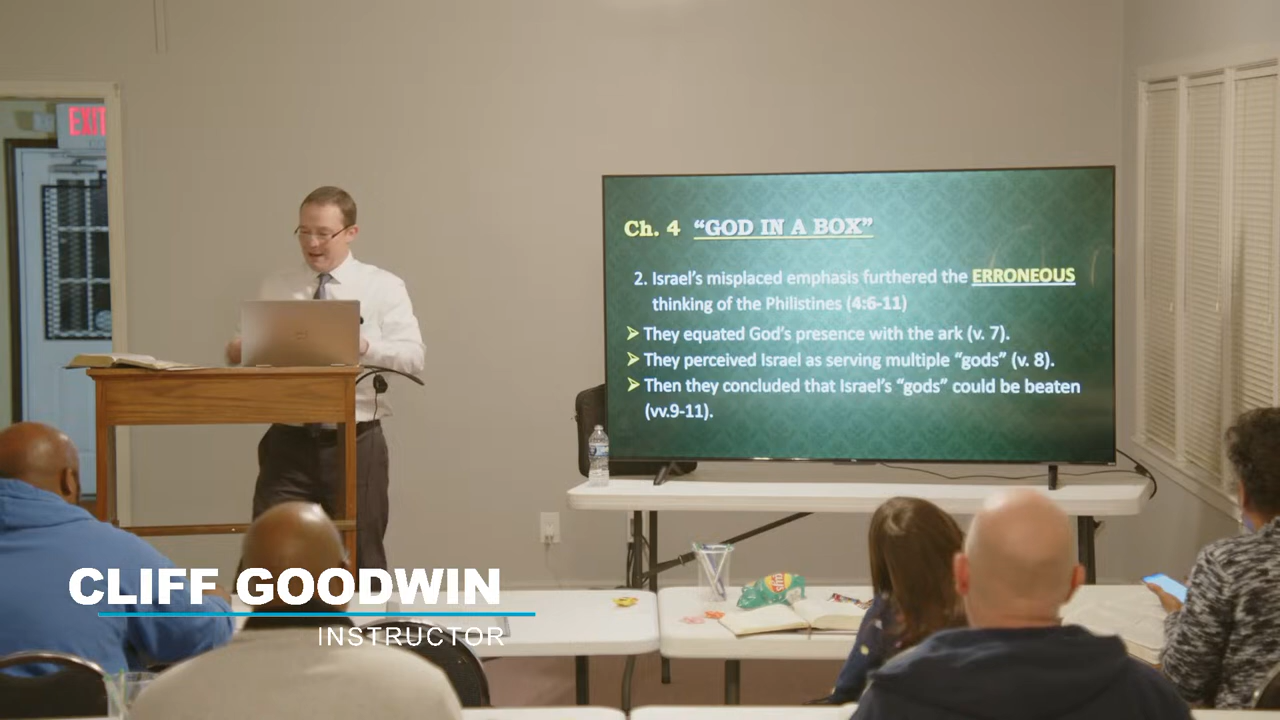 EXIT
Ch. 4 “GOD IN A BOX”
2. Israel’s misplaced emphasis furthered the ERRONEOUS
thinking of the Philistines (4:6-11)
➢ They equated God’s presence with the ark (v. 7).
➢ They perceived Israel as serving multiple “gods” (v. 8).
➢ Then they concluded that Israel’s “gods” could be beaten
(vv.9-11).
CLIFF GOODWIN
INSTRUCTOR